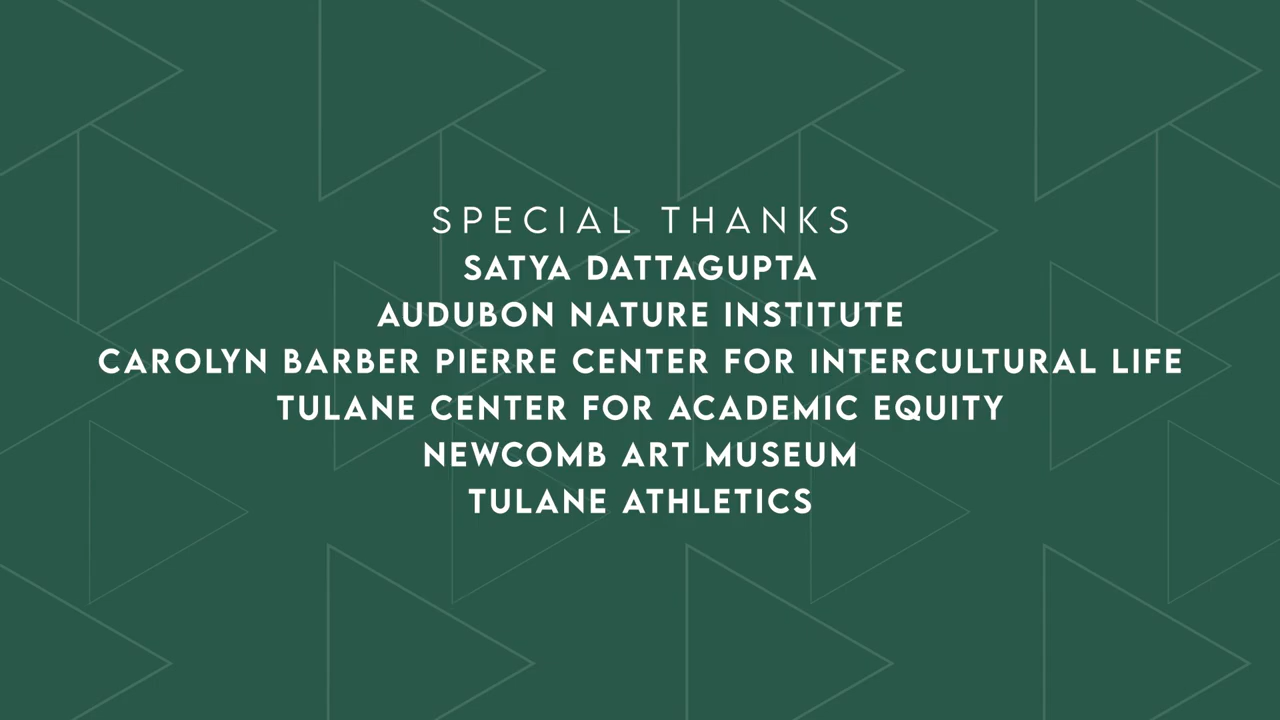 SPECIAL THANKS
SATYA DATTAGUPTA
AUDUBON NATURE INSTITUTE
CAROLYN BARBER PIERRE CENTER FOR INTERCULTURAL LIFE
TULANE CENTER FOR ACADEMIC EQUITY
NEWCOMB ART MUSEUM
TULANE ATHLETICS